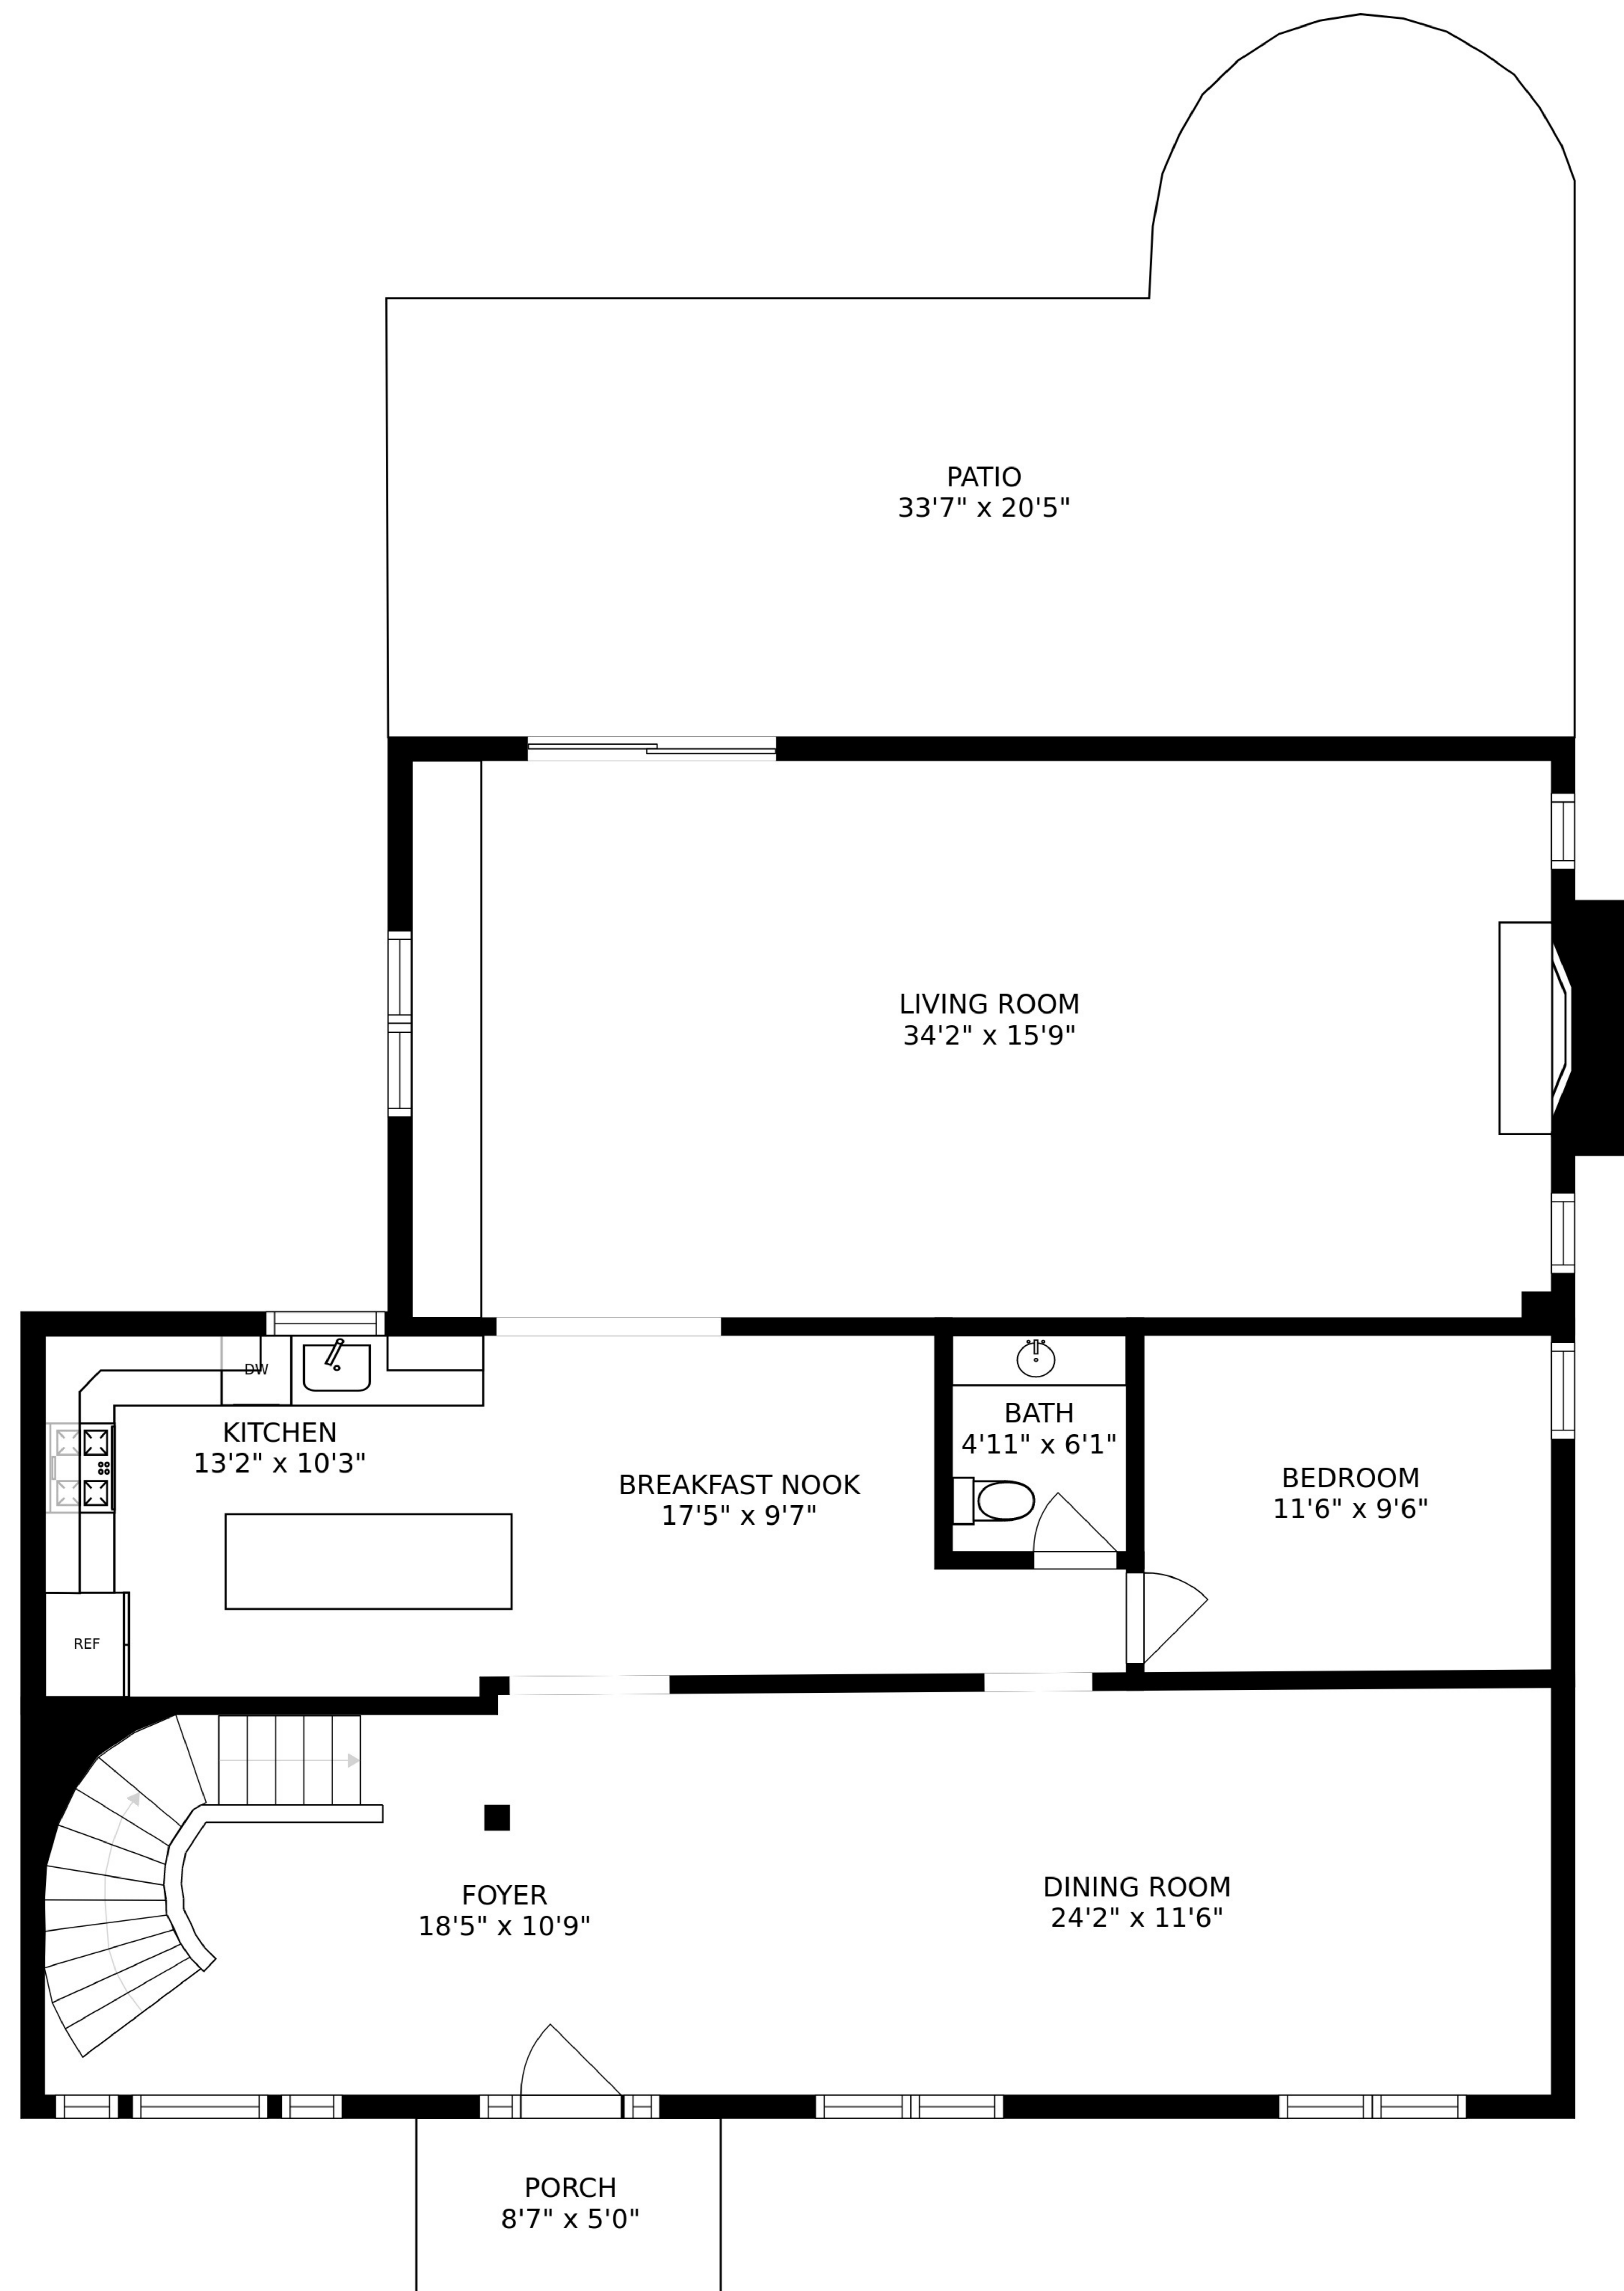 PATIO
33'7" x 20'5"
LIVING ROOM
34'2" x 15'9"
DW
KITCHEN
13'2" x 10'3"
BREAKFAST NOOK
17'5" x 9'7"
BATH
4'11" x 6'1"
BEDROOM
11'6" x 9'6"
REF
FOYER
18'5" x 10'9"
DINING ROOM
24'2" x 11'6"
PORCH
8'7" x 5'0"